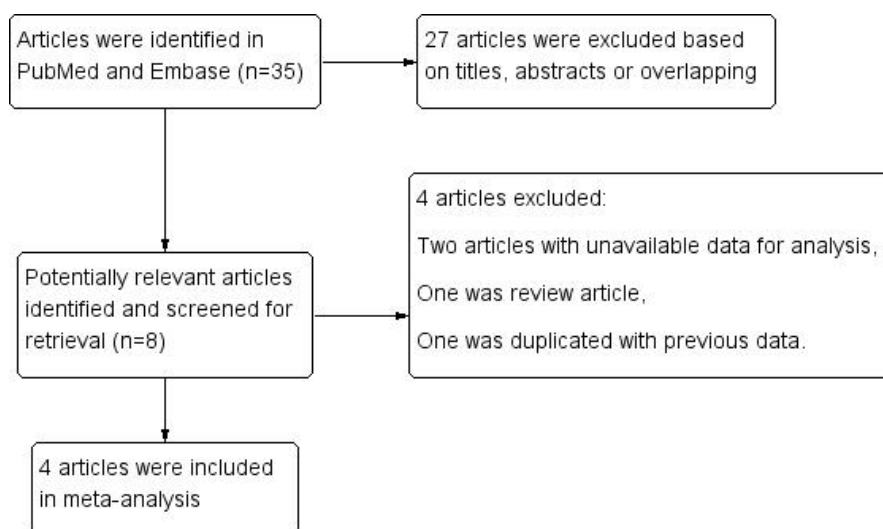 Articles were identified in
PubMed and Embase (n=35)
27 articles were excluded based
on titles, abstracts or overlapping
4 articles excluded:
Two articles with unavailable data for analysis,
One was review article,
One was duplicated with previous data.
Potentially relevant articles
identified and screened for
retrieval (n=8)
4 articles were included
in meta-analysis